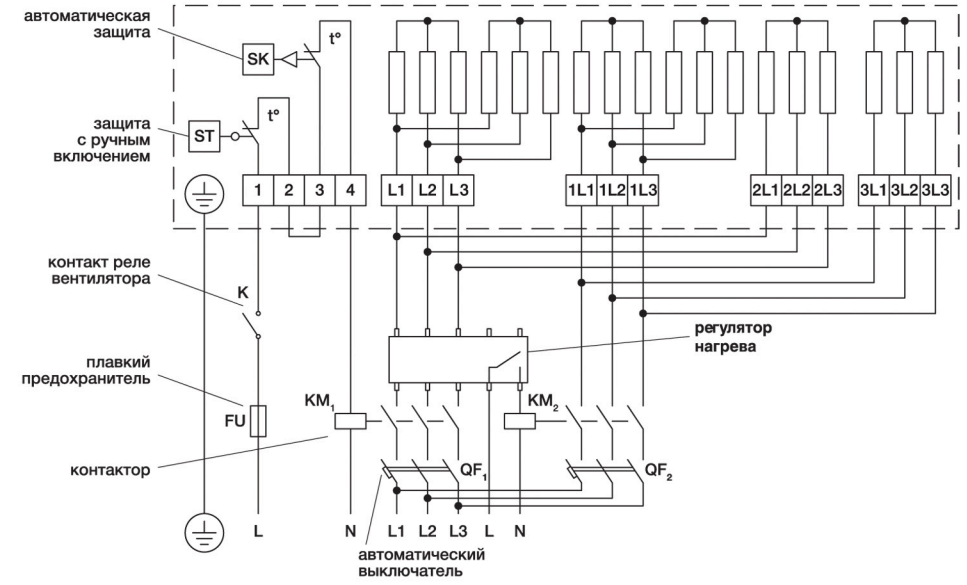 автоматическая
защита
SK
t°
ST
t°
защита
с ручным
включением
1 2 3 4
L1 L2 L3
1L1 1L2 1L3
2L1 2L2 2L3
3L1 3L2 3L3
контакт реле
вентилятора
K
регулятор
нагрева
плавкий
предохранитель
FU
KM₁
KM₂
контактор
QF₁
QF₂
L N L1 L2 L3 L N
автоматический
выключатель